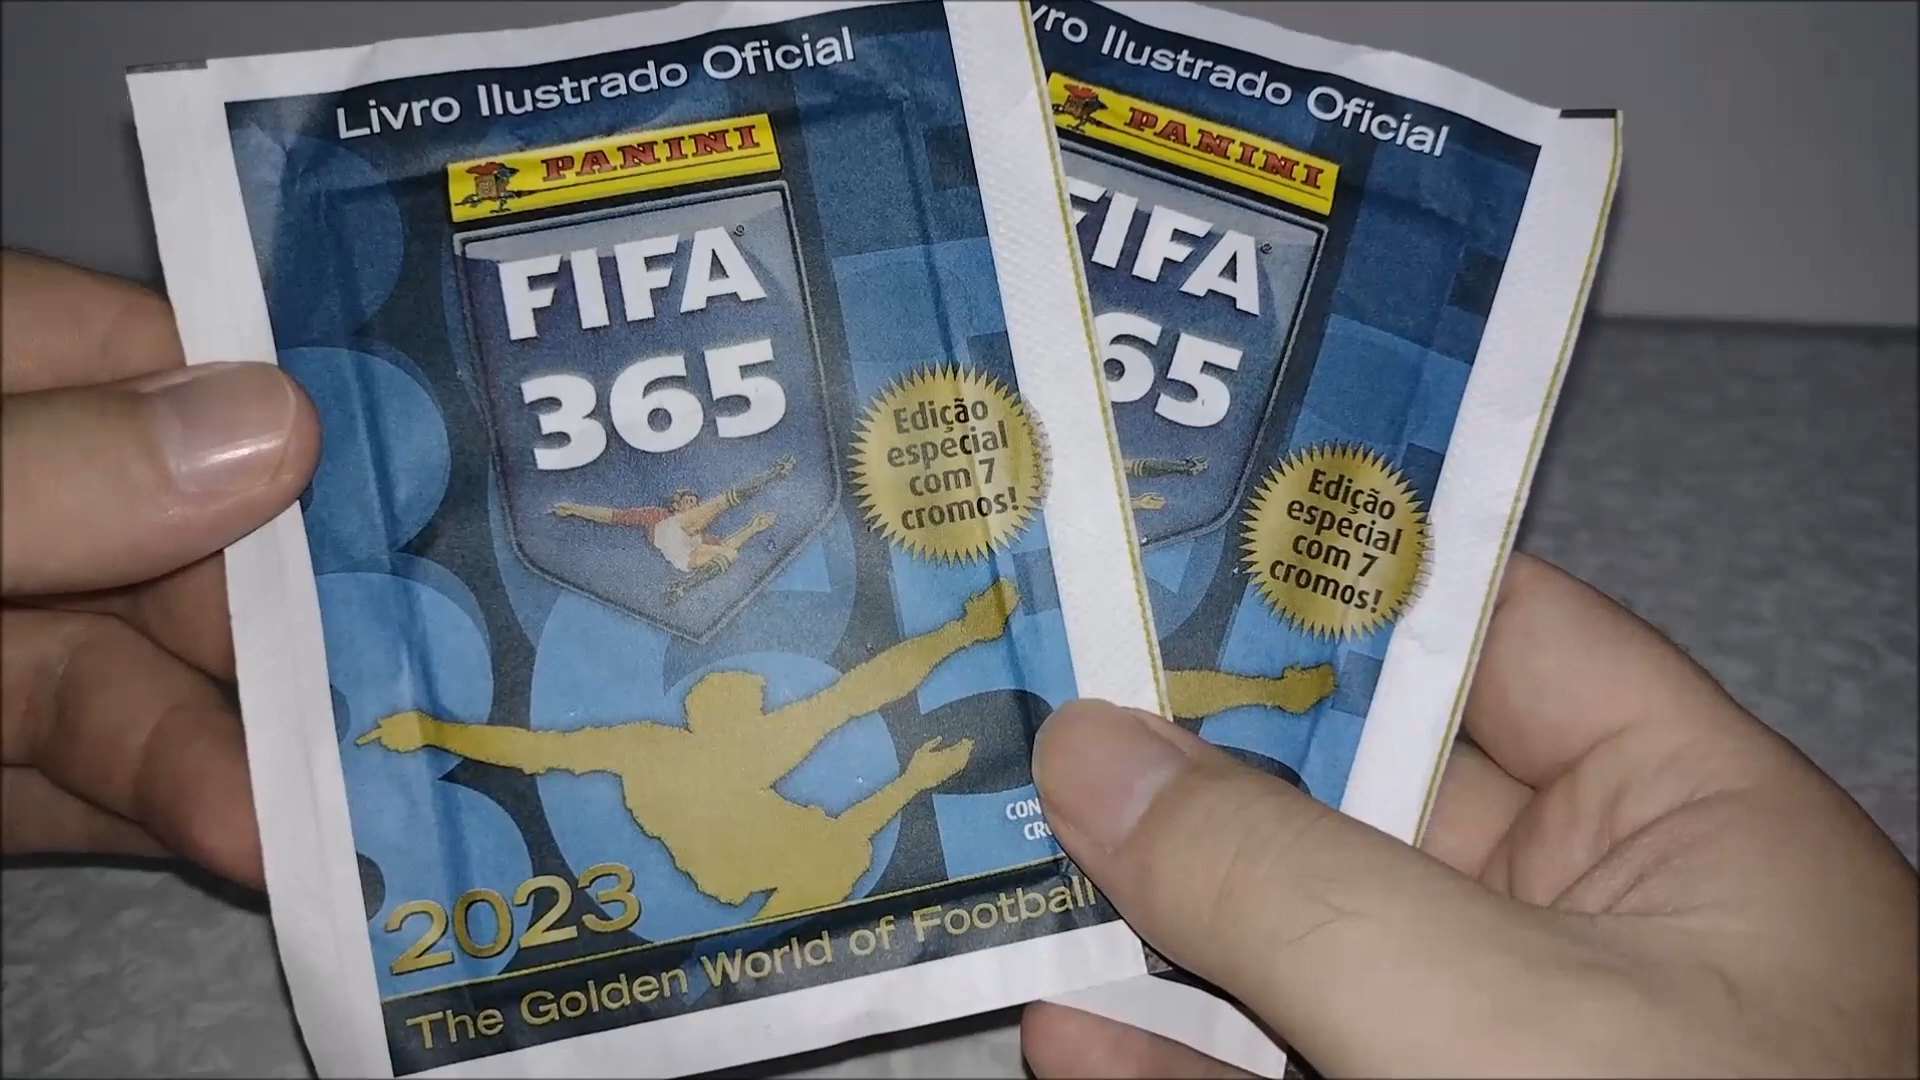 Livro Ilustrado Oficial
PANINI
FIFA
365
Edição
especial
com 7
cromos!
2023
The Golden World of Football
Ilustrado Oficial
PANINI
FIFA
65
Edição
especial
com 7
cromos!